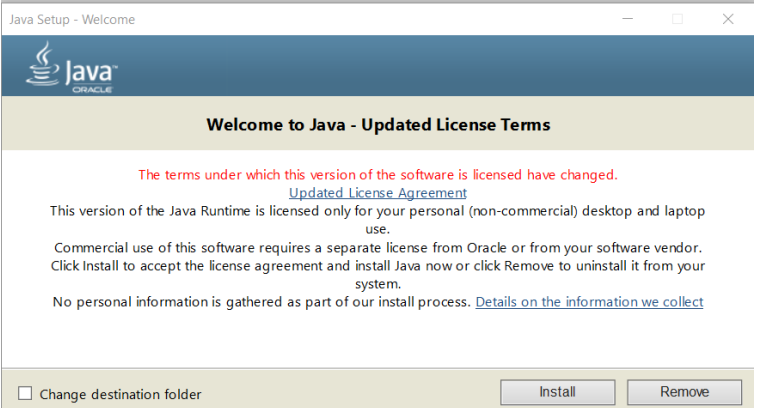 Java Setup - Welcome
Java™
ORACLE
Welcome to Java - Updated License Terms
The terms under which this version of the software is licensed have changed.
Updated License Agreement
This version of the Java Runtime is licensed only for your personal (non-commercial) desktop and laptop
use.
Commercial use of this software requires a separate license from Oracle or from your software vendor.
Click Install to accept the license agreement and install Java now or click Remove to uninstall it from your
system.
No personal information is gathered as part of our install process. Details on the information we collect
Change destination folder
Install
Remove